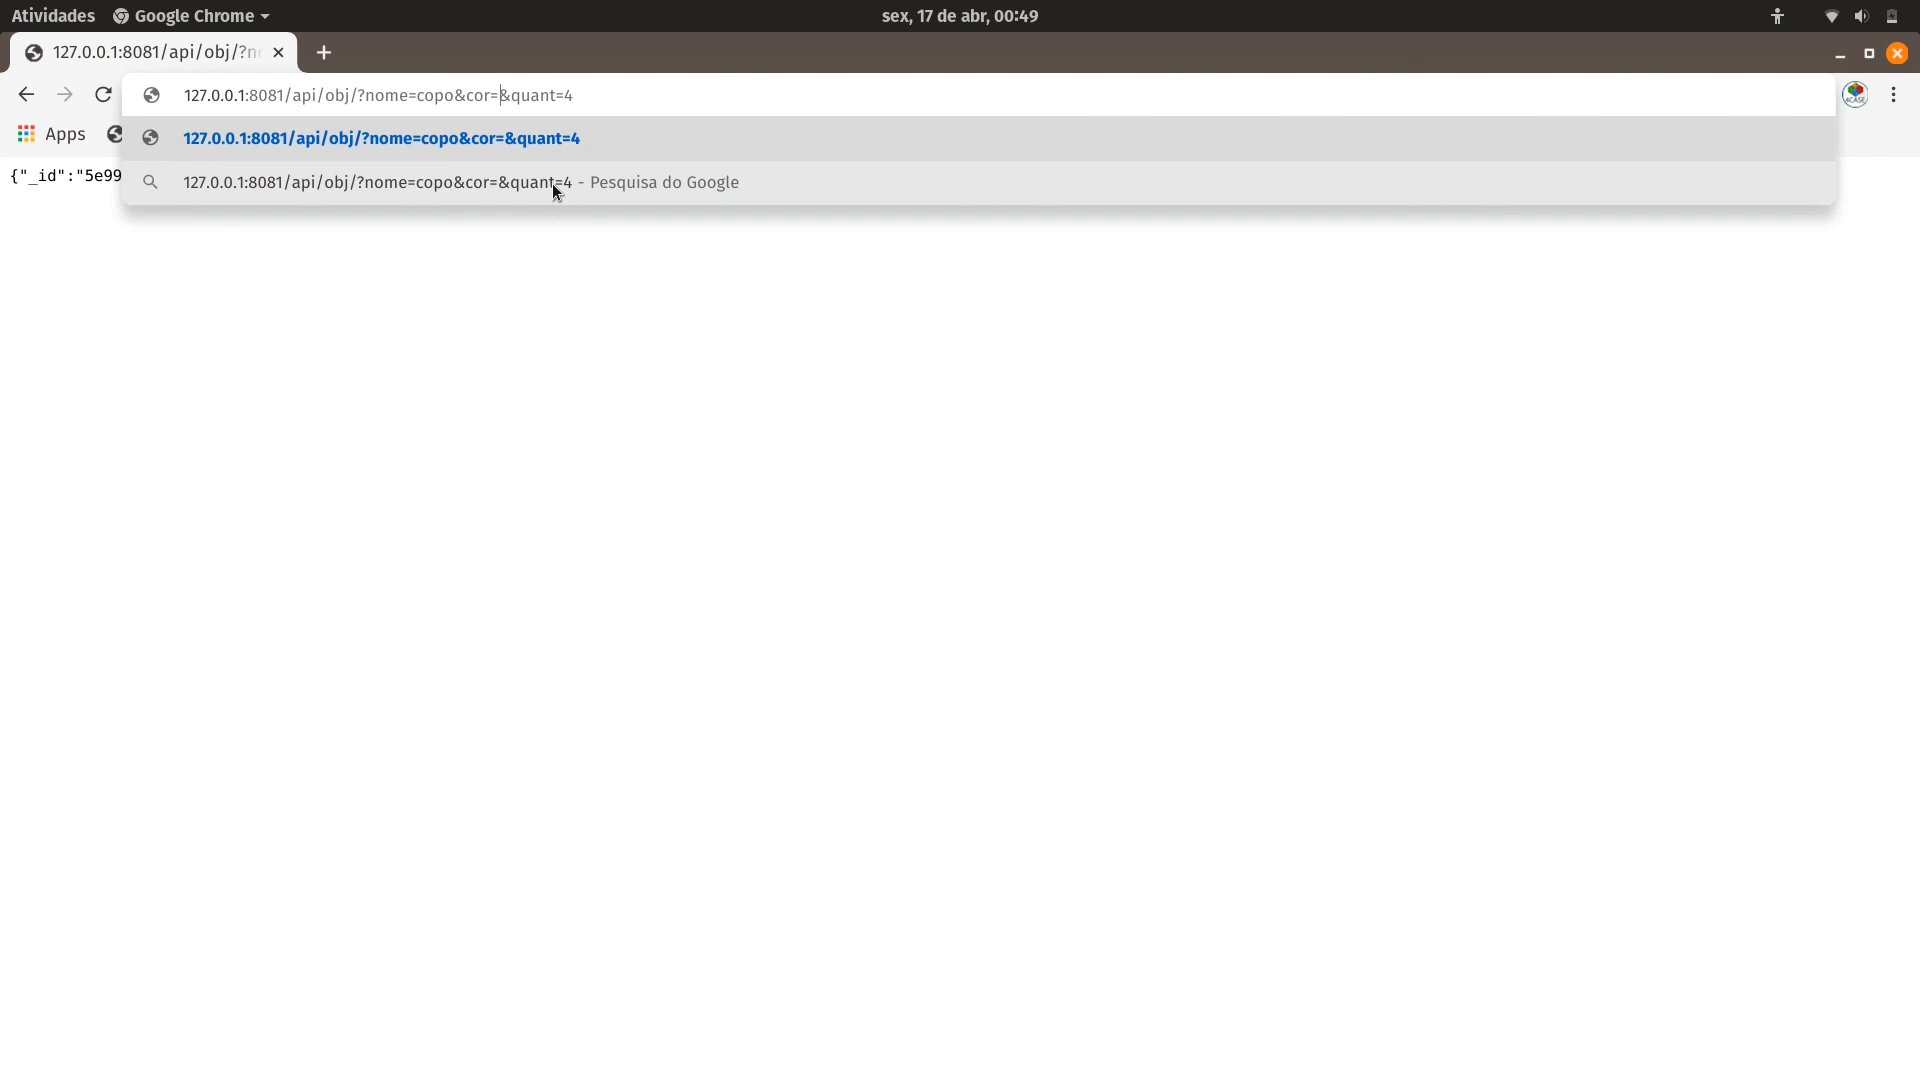 Atividades Google Chrome sex, 17 de abr, 00:49
127.0.0.1:8081/api/obj/?no
127.0.0.1:8081/api/obj/?nome=copo&cor=&quant=4
127.0.0.1:8081/api/obj/?nome=copo&cor=&quant=4
Apps
{"_id":"5e99
127.0.0.1:8081/api/obj/?nome=copo&cor=&quant=4 - Pesquisa do Google